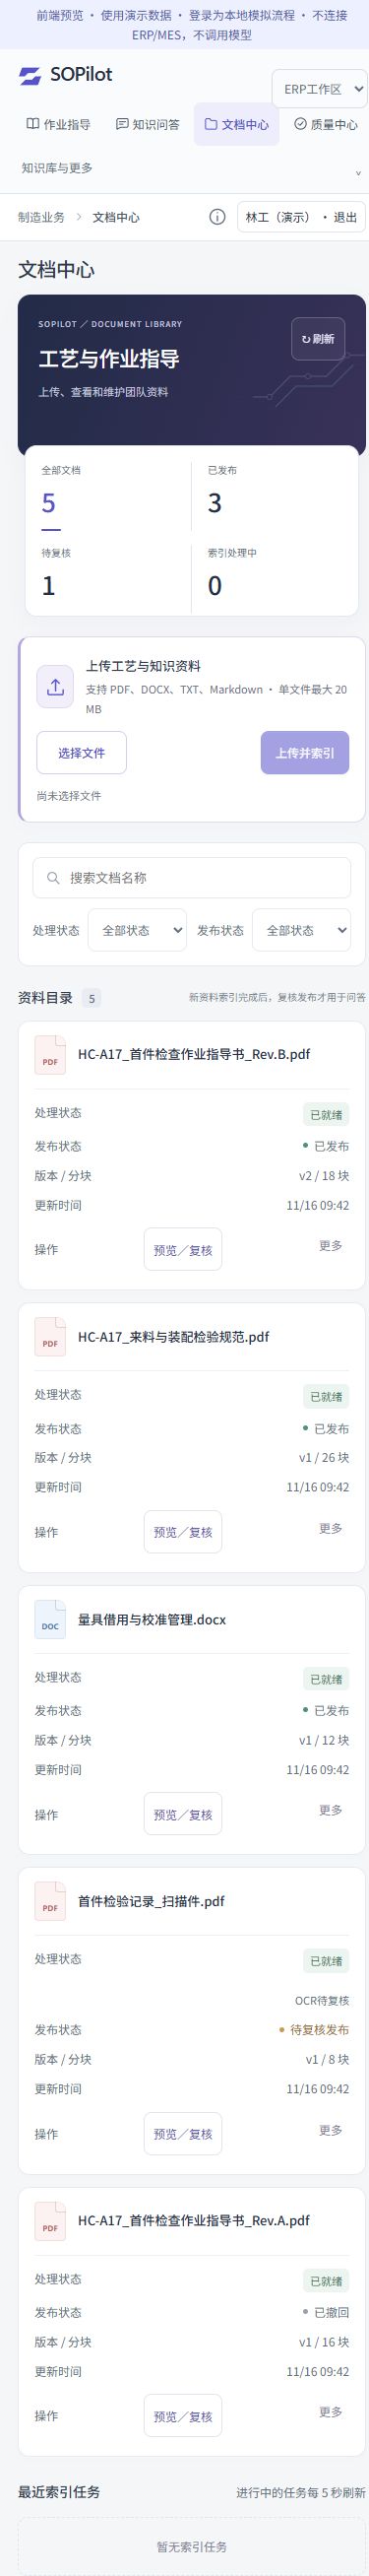 前端预览 • 使用演示数据 • 登录为本地模拟流程 • 不连接
ERP/MES，不调用模型
SOPilot
ERP工作区
作业指导
知识问答
文档中心
质量中心
知识库与更多
制造业务
文档中心
林工（演示） • 退出
文档中心
SOPILOT ／ DOCUMENT LIBRARY
↻ 刷新
工艺与作业指导
上传、查看和维护团队资料
全部文档
已发布
5
3
待复核
索引处理中
1
0
上传工艺与知识资料
支持 PDF、DOCX、TXT、Markdown • 单文件最大 20
MB
选择文件
上传并索引
尚未选择文件
搜索文档名称
处理状态
全部状态
发布状态
全部状态
资料目录
5
新资料索引完成后，复核发布才用于问答
PDF
HC-A17_首件检查作业指导书_Rev.B.pdf
处理状态
已就绪
发布状态
已发布
版本 / 分块
v2 / 18 块
更新时间
11/16 09:42
操作
预览／复核
更多
PDF
HC-A17_来料与装配检验规范.pdf
处理状态
已就绪
发布状态
已发布
版本 / 分块
v1 / 26 块
更新时间
11/16 09:42
操作
预览／复核
更多
DOC
量具借用与校准管理.docx
处理状态
已就绪
发布状态
已发布
版本 / 分块
v1 / 12 块
更新时间
11/16 09:42
操作
预览／复核
更多
PDF
首件检验记录_扫描件.pdf
处理状态
已就绪
OCR待复核
发布状态
待复核发布
版本 / 分块
v1 / 8 块
更新时间
11/16 09:42
操作
预览／复核
更多
PDF
HC-A17_首件检查作业指导书_Rev.A.pdf
处理状态
已就绪
发布状态
已撤回
版本 / 分块
v1 / 16 块
更新时间
11/16 09:42
操作
预览／复核
更多
最近索引任务
进行中的任务每 5 秒刷新
暂无索引任务